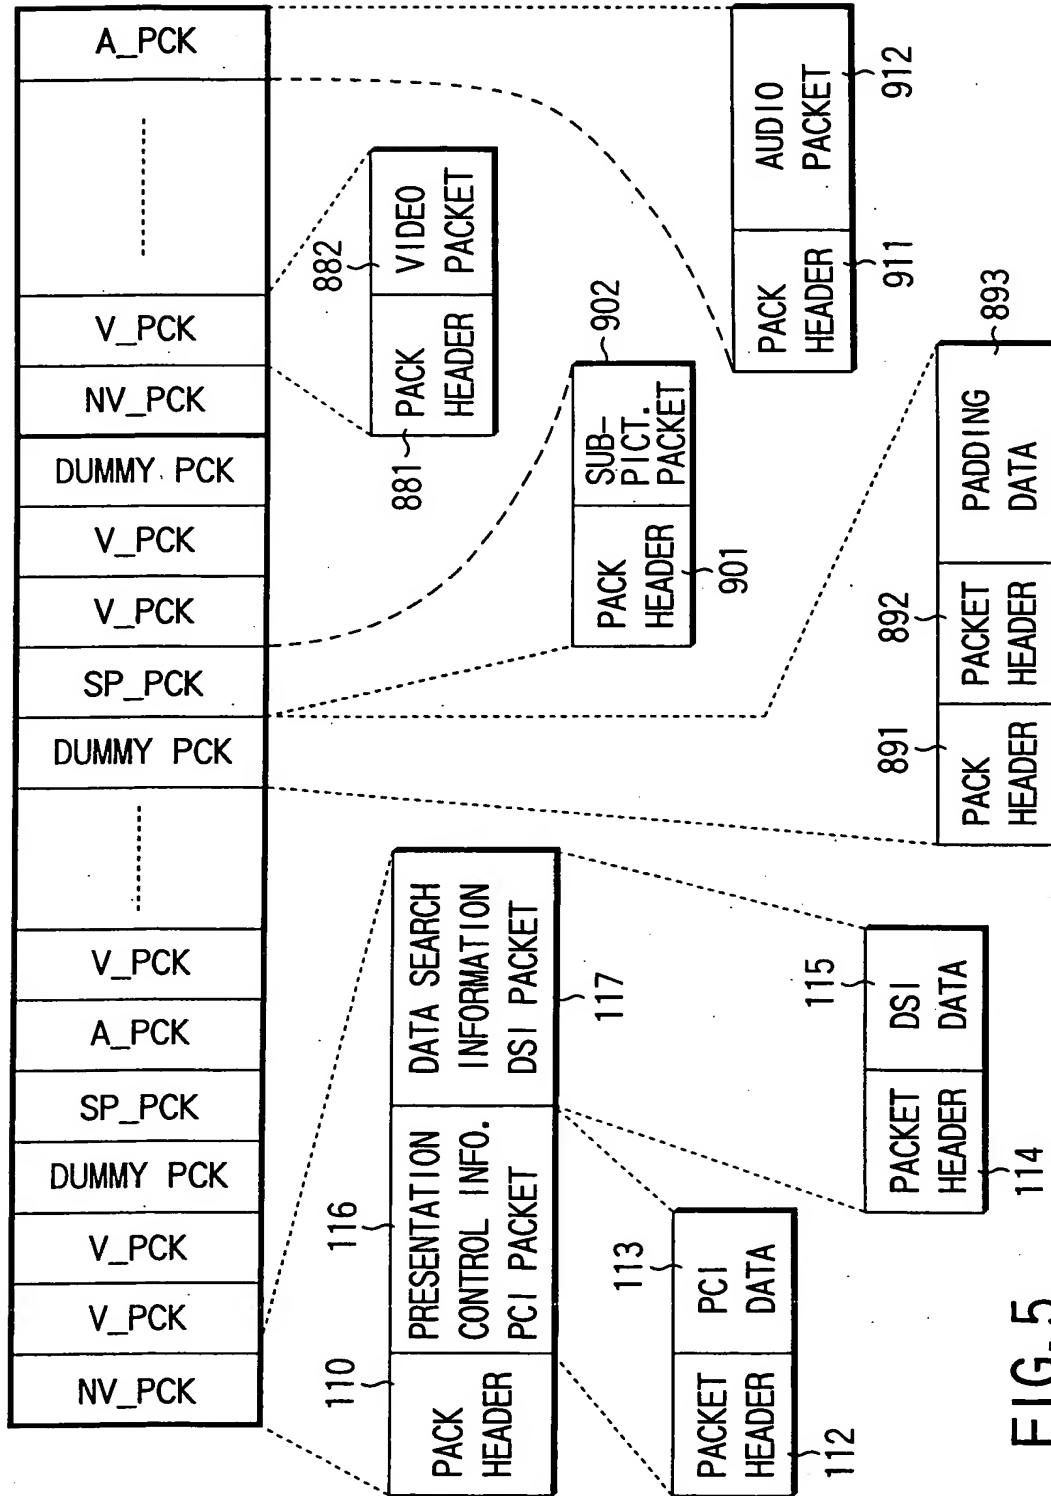 NV_PCK
V_PCK
V_PCK
DUMMY PCK
SP_PCK
A_PCK
V_PCK
DUMMY PCK
SP_PCK
V_PCK
V_PCK
DUMMY PCK
NV_PCK
V_PCK
A_PCK
110
PACK
HEADER
116
PRESENTATION
CONTROL INFO.
PCI PACKET
DATA SEARCH
INFORMATION
DSI PACKET
117
881
PACK
HEADER
882
VIDEO
PACKET
PACK
HEADER
901
SUB-
PICT.
PACKET
902
PACKET
HEADER
112
113
PCI
DATA
PACK
HEADER
911
AUDIO
PACKET
912
PACKET
HEADER
114
115
DSI
DATA
891
PACK
HEADER
892
PACKET
HEADER
PADDING
DATA
893
FIG. 5